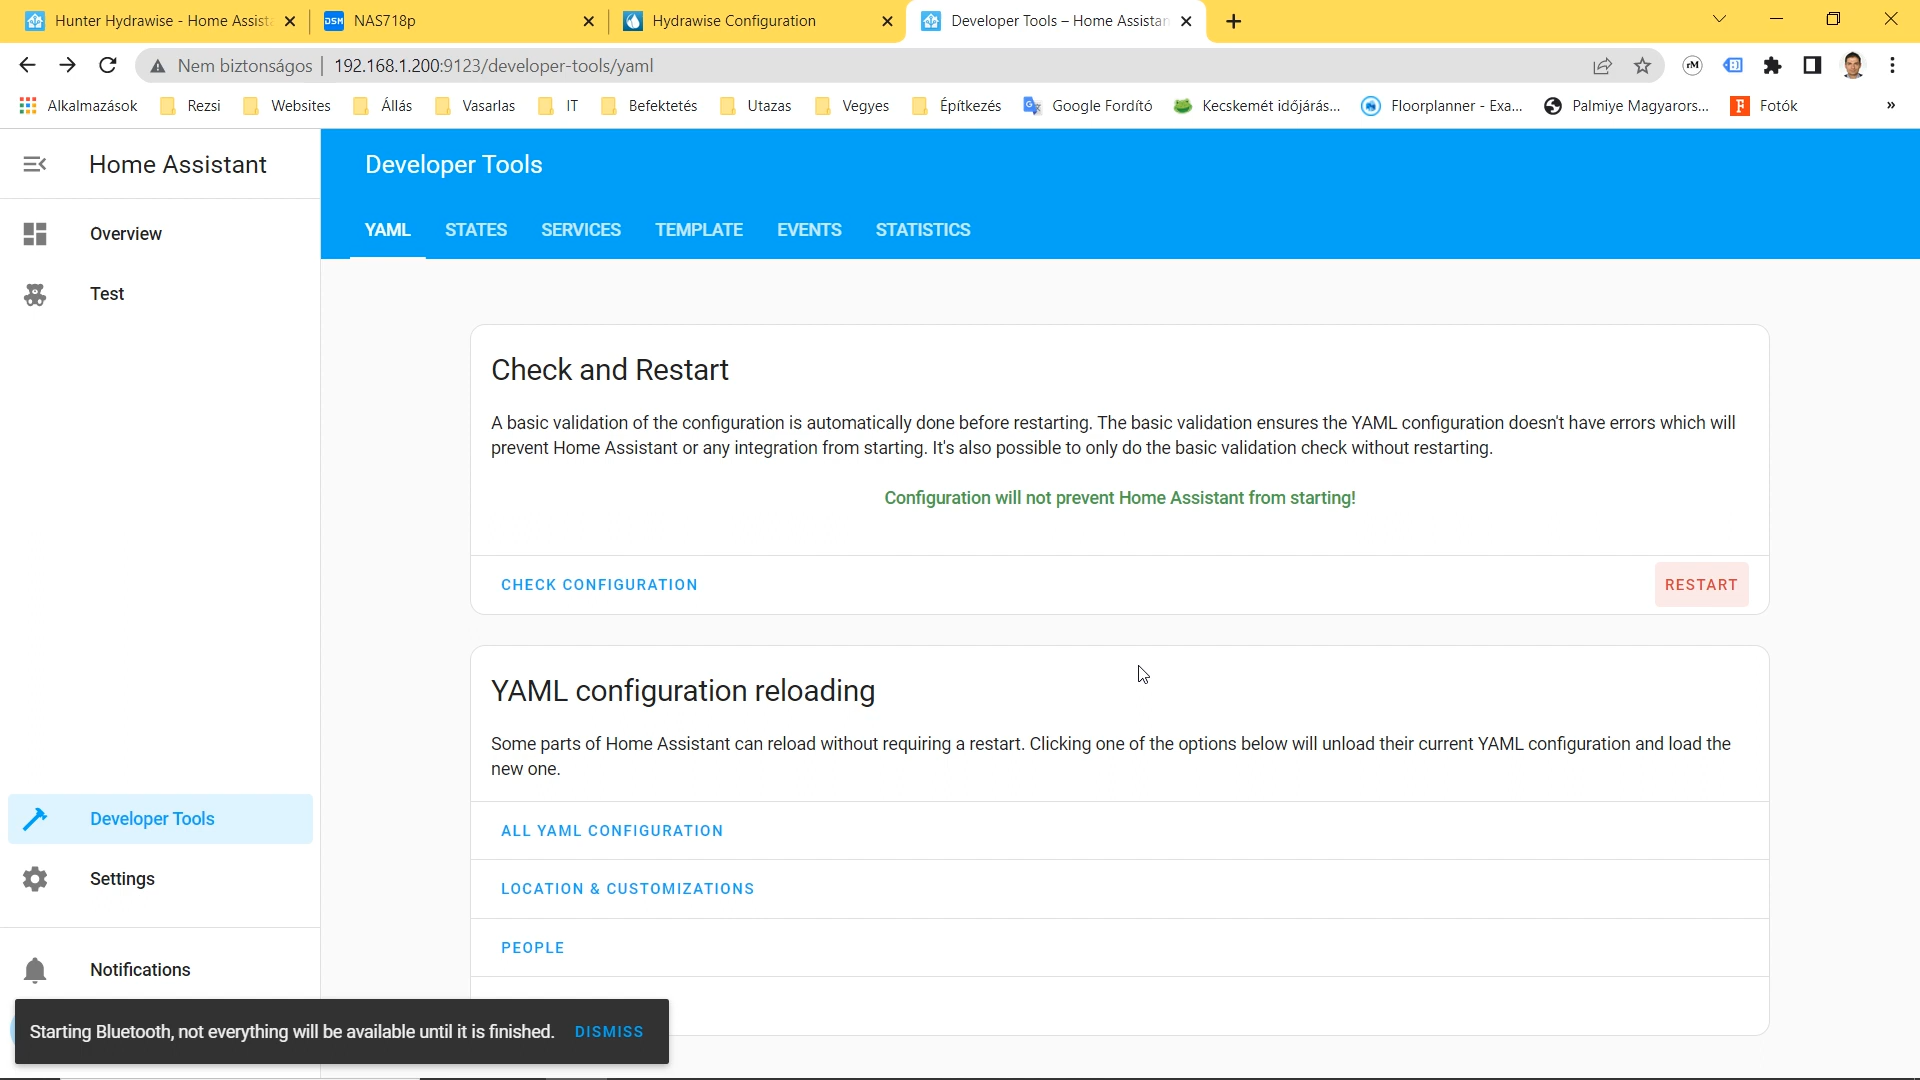 Hunter Hydrawise - Home Assista
DSM NAS718p
Hydrawise Configuration
Developer Tools – Home Assistan
Nem biztonságos | 192.168.1.200:9123/developer-tools/yaml
rM
Alkalmazások Rezsi Websites Állás Vasarlas IT Befektetés Utazas Vegyes Építkezés Google Fordító Kecskemét időjárás... Floorplanner - Exa... Palmiye Magyarors... F Fotók »
Home Assistant
Developer Tools
YAML STATES SERVICES TEMPLATE EVENTS STATISTICS
Overview
Test
Check and Restart
A basic validation of the configuration is automatically done before restarting. The basic validation ensures the YAML configuration doesn't have errors which will
prevent Home Assistant or any integration from starting. It's also possible to only do the basic validation check without restarting.
Configuration will not prevent Home Assistant from starting!
CHECK CONFIGURATION
RESTART
YAML configuration reloading
Some parts of Home Assistant can reload without requiring a restart. Clicking one of the options below will unload their current YAML configuration and load the
new one.
ALL YAML CONFIGURATION
LOCATION & CUSTOMIZATIONS
PEOPLE
Developer Tools
Settings
Notifications
Starting Bluetooth, not everything will be available until it is finished. DISMISS